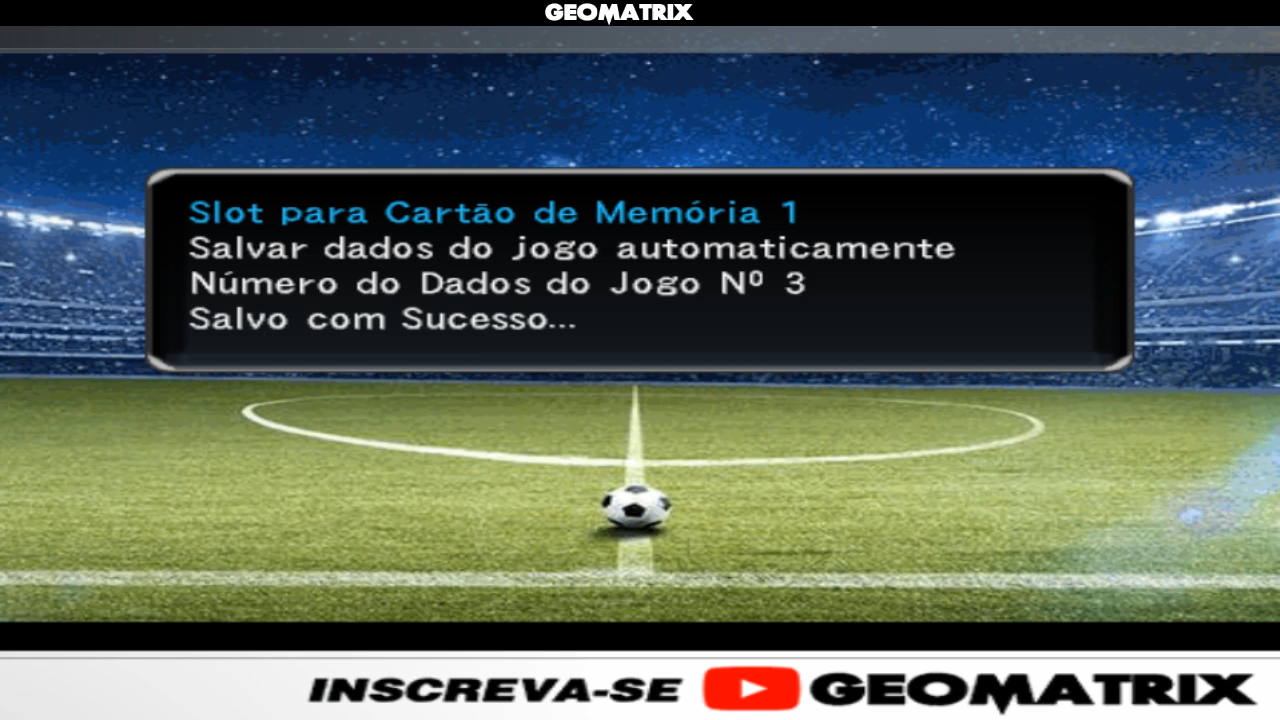 GEOMATRIX
Slot para Cartão de Memória 1
Salvar dados do jogo automaticamente
Número do Dados do Jogo Nº 3
Salvo com Sucesso...
INSCREVA-SE GEOMATRIX